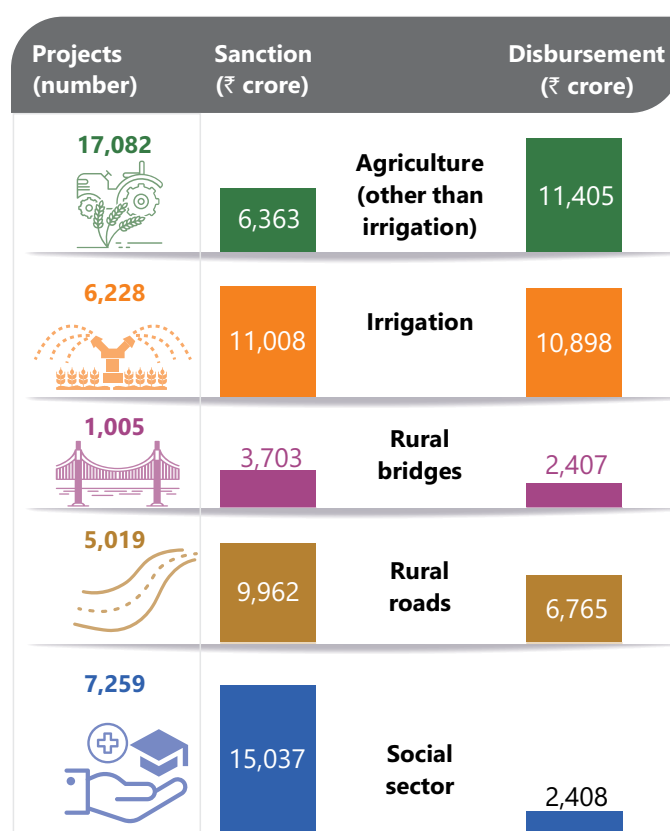 Projects
(number)
Sanction
(₹ crore)
Disbursement
(₹ crore)
17,082
6,363
Agriculture
(other than
irrigation)
11,405
6,228
11,008
Irrigation
10,898
1,005
3,703
Rural
bridges
2,407
5,019
9,962
Rural
roads
6,765
7,259
15,037
Social
sector
2,408